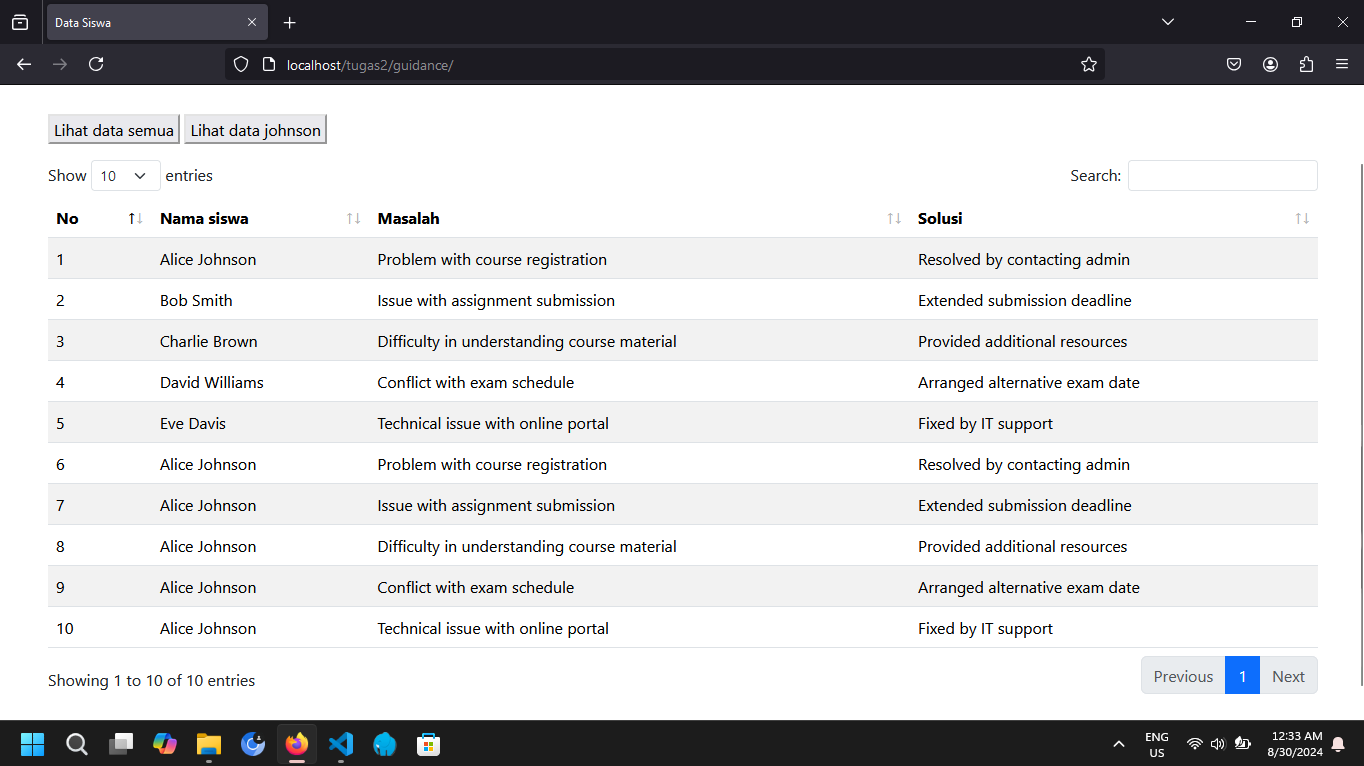 Data Siswa
localhost/tugas2/guidance/
Lihat data semua Lihat data johnson
Show 10 entries Search:
No Nama siswa Masalah Solusi
1 Alice Johnson Problem with course registration Resolved by contacting admin
2 Bob Smith Issue with assignment submission Extended submission deadline
3 Charlie Brown Difficulty in understanding course material Provided additional resources
4 David Williams Conflict with exam schedule Arranged alternative exam date
5 Eve Davis Technical issue with online portal Fixed by IT support
6 Alice Johnson Problem with course registration Resolved by contacting admin
7 Alice Johnson Issue with assignment submission Extended submission deadline
8 Alice Johnson Difficulty in understanding course material Provided additional resources
9 Alice Johnson Conflict with exam schedule Arranged alternative exam date
10 Alice Johnson Technical issue with online portal Fixed by IT support
Showing 1 to 10 of 10 entries Previous 1 Next
ENG 12:33 AM
US 8/30/2024